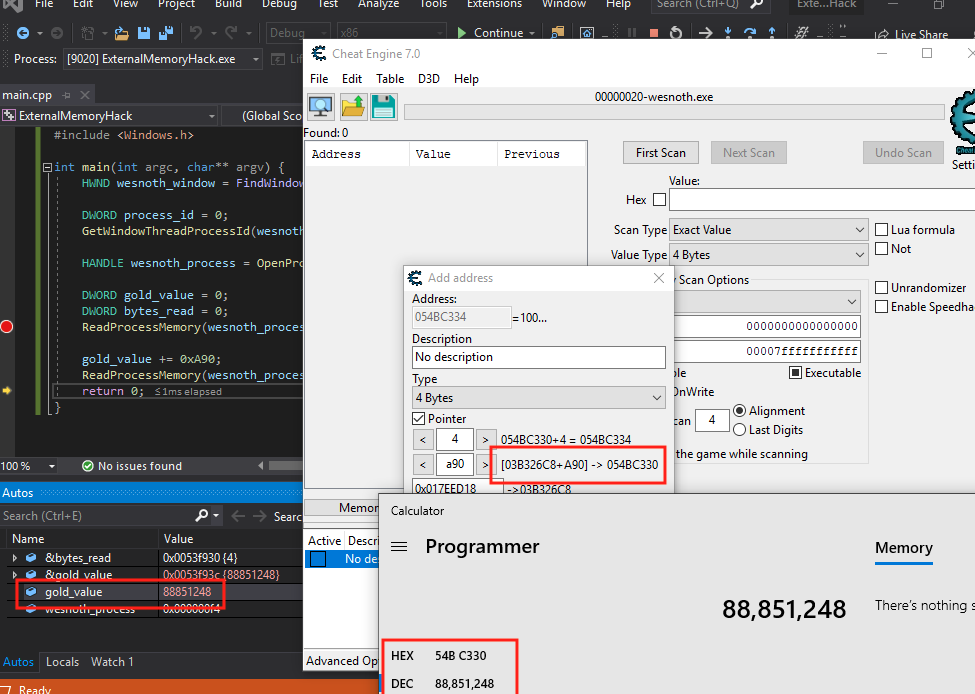 File Edit View Project Build Debug Test Analyze Tools Extensions Window Help Search (Ctrl+Q) Exte...Hack
Debug x86 Continue Live Share
Process: [9020] ExternalMemoryHack.exe
main.cpp
ExternalMemoryHack (Global Sco
#include <Windows.h>
int main(int argc, char** argv) {
HWND wesnoth_window = FindWindow
DWORD process_id = 0;
GetWindowThreadProcessId(wesnoth
HANDLE wesnoth_process = OpenPro
DWORD gold_value = 0;
DWORD bytes_read = 0;
ReadProcessMemory(wesnoth_proces
gold_value += 0xA90;
ReadProcessMemory(wesnoth_proces
return 0; ≤1ms elapsed
}
100 % No issues found
Autos
Search (Ctrl+E) Searc
Name Value
&bytes_read 0x0053f930 {4}
&gold_value 0x0053f93c {88851248}
gold_value 88851248
wesnoth_process 0x000000f4
Autos Locals Watch 1
Ready
Cheat Engine 7.0
File Edit Table D3D Help
00000020-wesnoth.exe
Found: 0
Address Value Previous
First Scan Next Scan Undo Scan
Setti
Value:
Hex
Scan Type Exact Value
Value Type 4 Bytes
Lua formula
Not
Scan Options
Unrandomizer
Enable Speedha
0000000000000000
00007fffffffffff
Executable
OnWrite
4 Alignment
Last Digits
the game while scanning
Memor
Active Descri
No des
Advanced Op
Add address
Address:
054BC334 =100...
Description
No description
Type
4 Bytes
Pointer
< 4 > 054BC330+4 = 054BC334
< a90 > [03B326C8+A90] -> 054BC330
0x017EED18 ->03B326C8
Calculator
Programmer
Memory
88,851,248
There's nothing s
HEX 54B C330
DEC 88,851,248